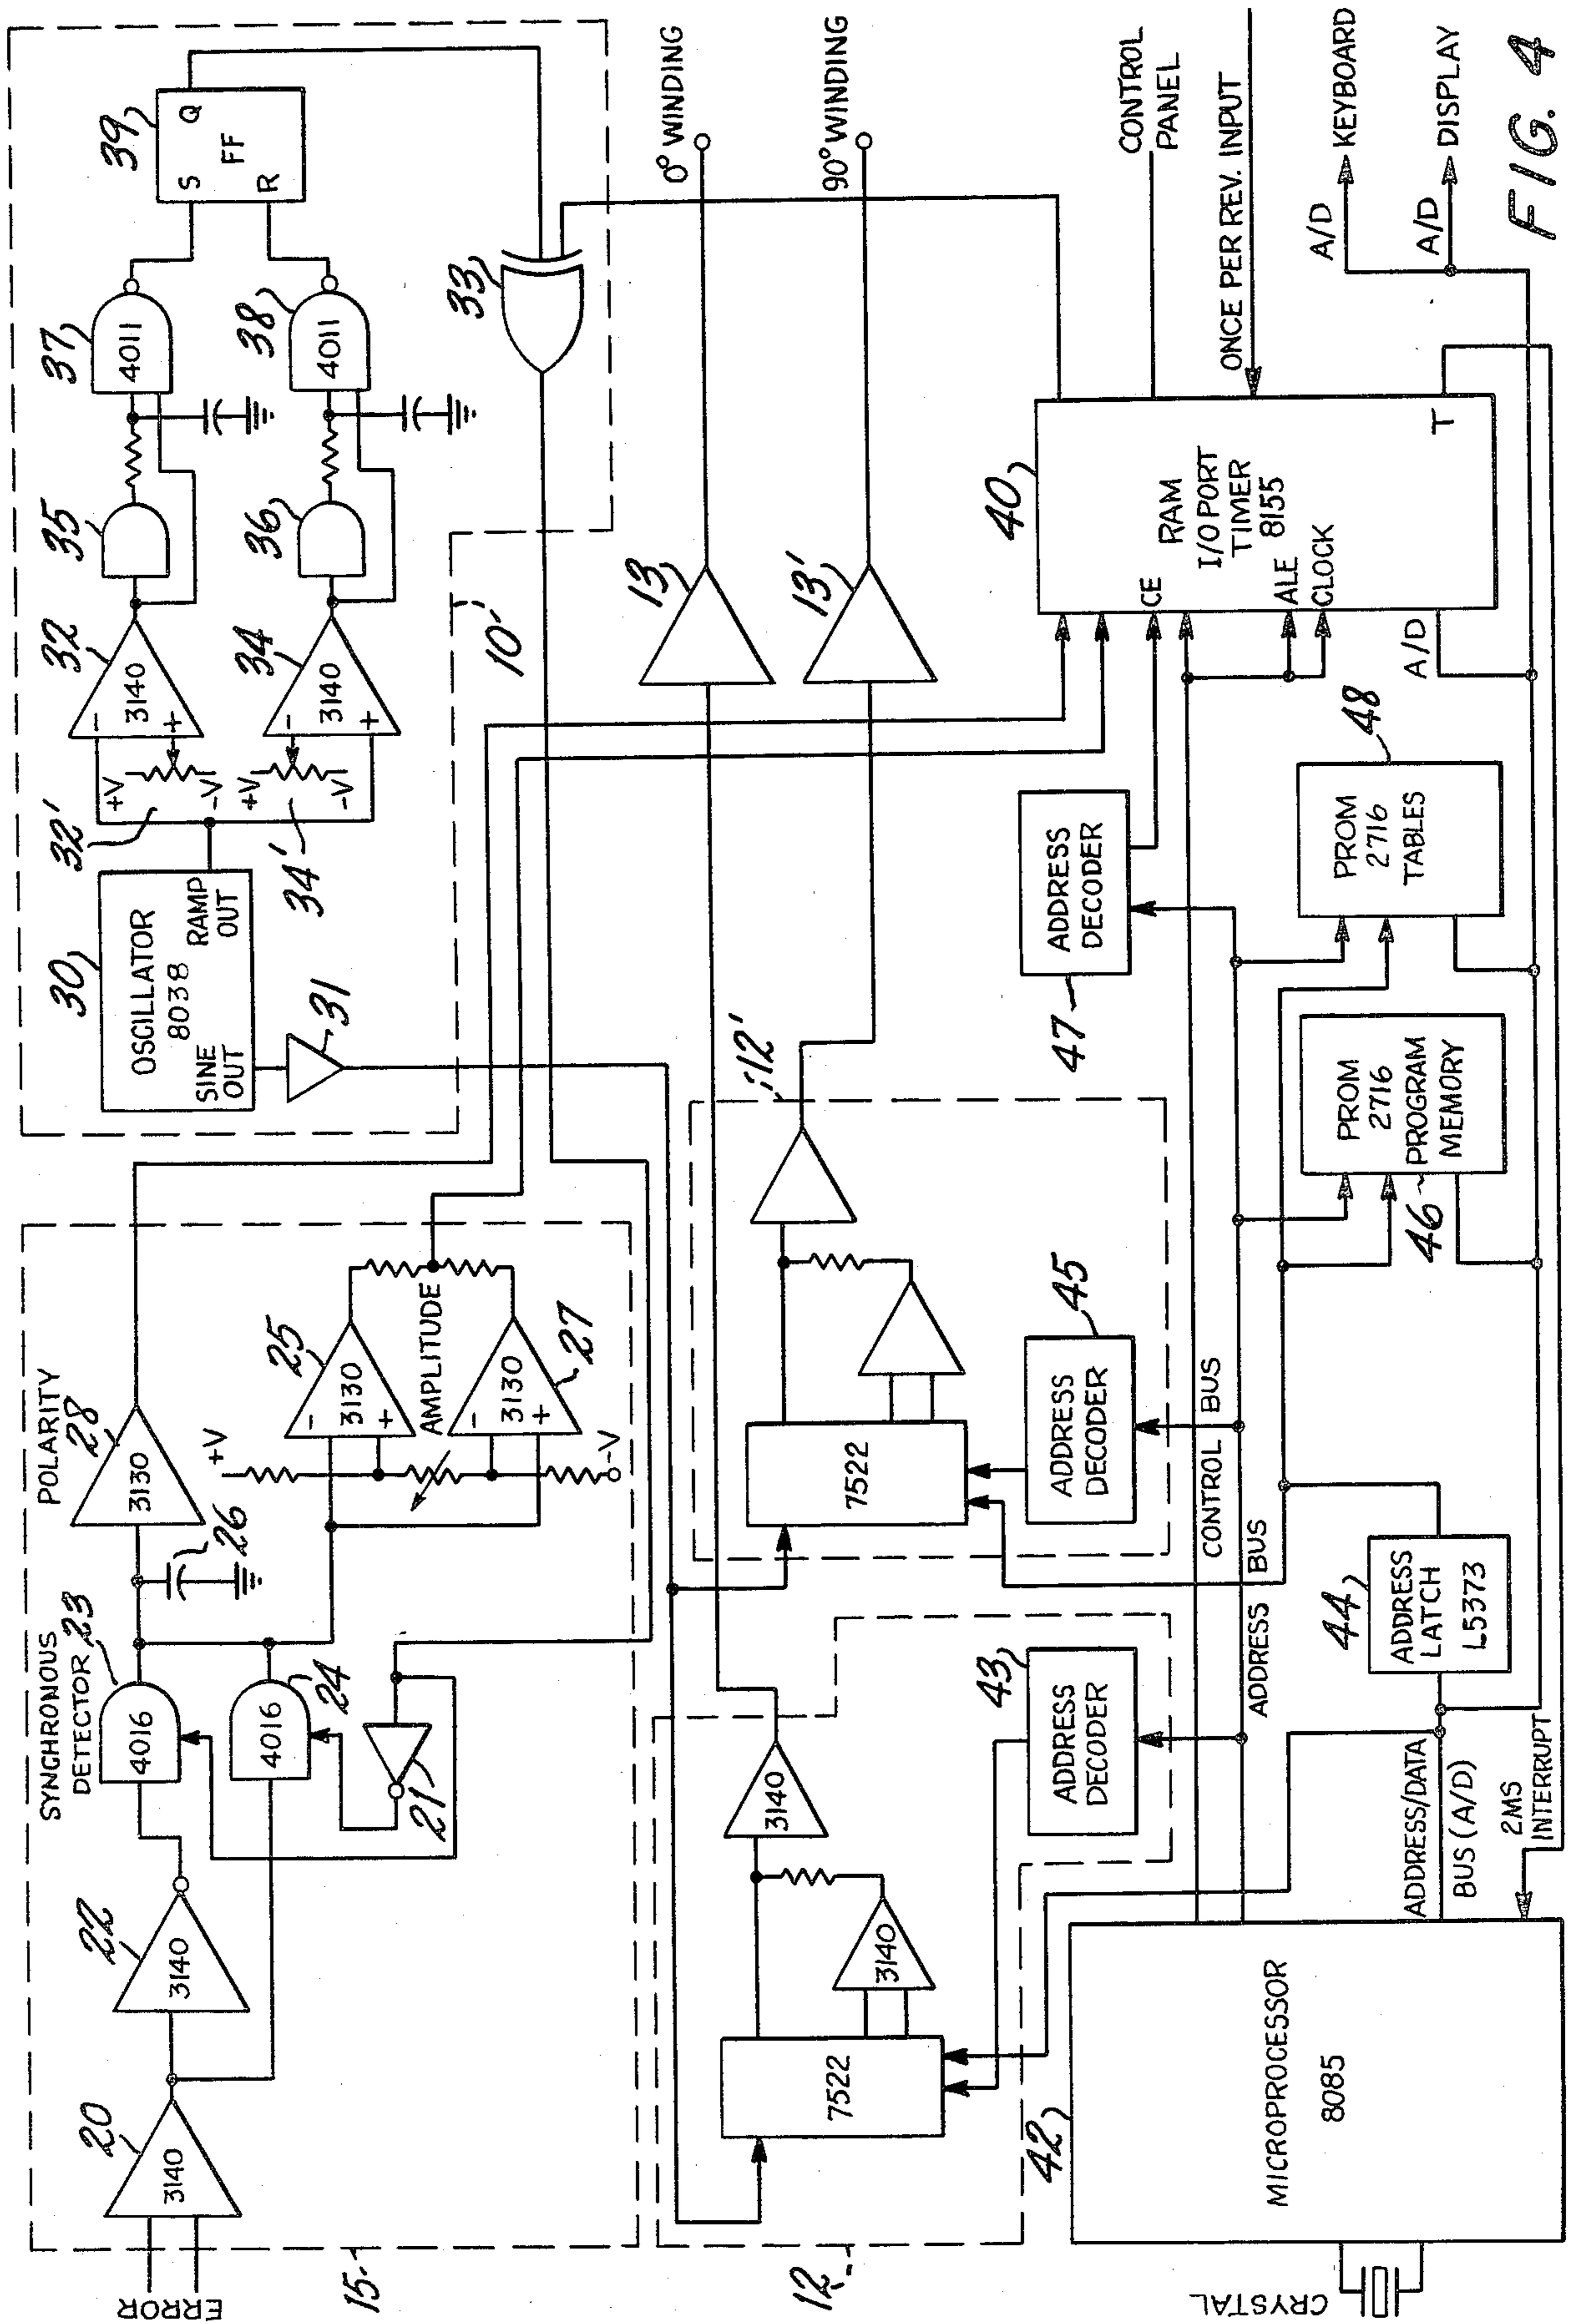 SYNCHRONOUS
DETECTOR 23
POLARITY
28
3130
26
4016
24
4016
22
3140
20
3140
ERROR
21
+V
25
3130
-
+
AMPLITUDE
3130
-
+
27
-V
15
30
OSCILLATOR
8038
SINE
OUT
RAMP
OUT
31
32'
34'
+V
-V
+V
-V
32
-
3140
+
34
-
3140
+
35
36
37
4011
38
4011
39
S
Q
FF
R
33
10'
13
0° WINDING
13'
90° WINDING
12
7522
3140
3140
43
ADDRESS
DECODER
12'
7522
45
ADDRESS
DECODER
47
ADDRESS
DECODER
40
RAM
I/O PORT
TIMER
8155
CE
ALE
CLOCK
A/D
T
CONTROL
PANEL
ONCE PER REV. INPUT
A/D
KEYBOARD
A/D
DISPLAY
48
PROM
2716
TABLES
46
PROM
2716
PROGRAM
MEMORY
CONTROL BUS
ADDRESS BUS
44
ADDRESS
LATCH
L5373
ADDRESS/DATA
BUS (A/D)
2MS
INTERRUPT
42
MICROPROCESSOR
8085
CRYSTAL
FIG. 4